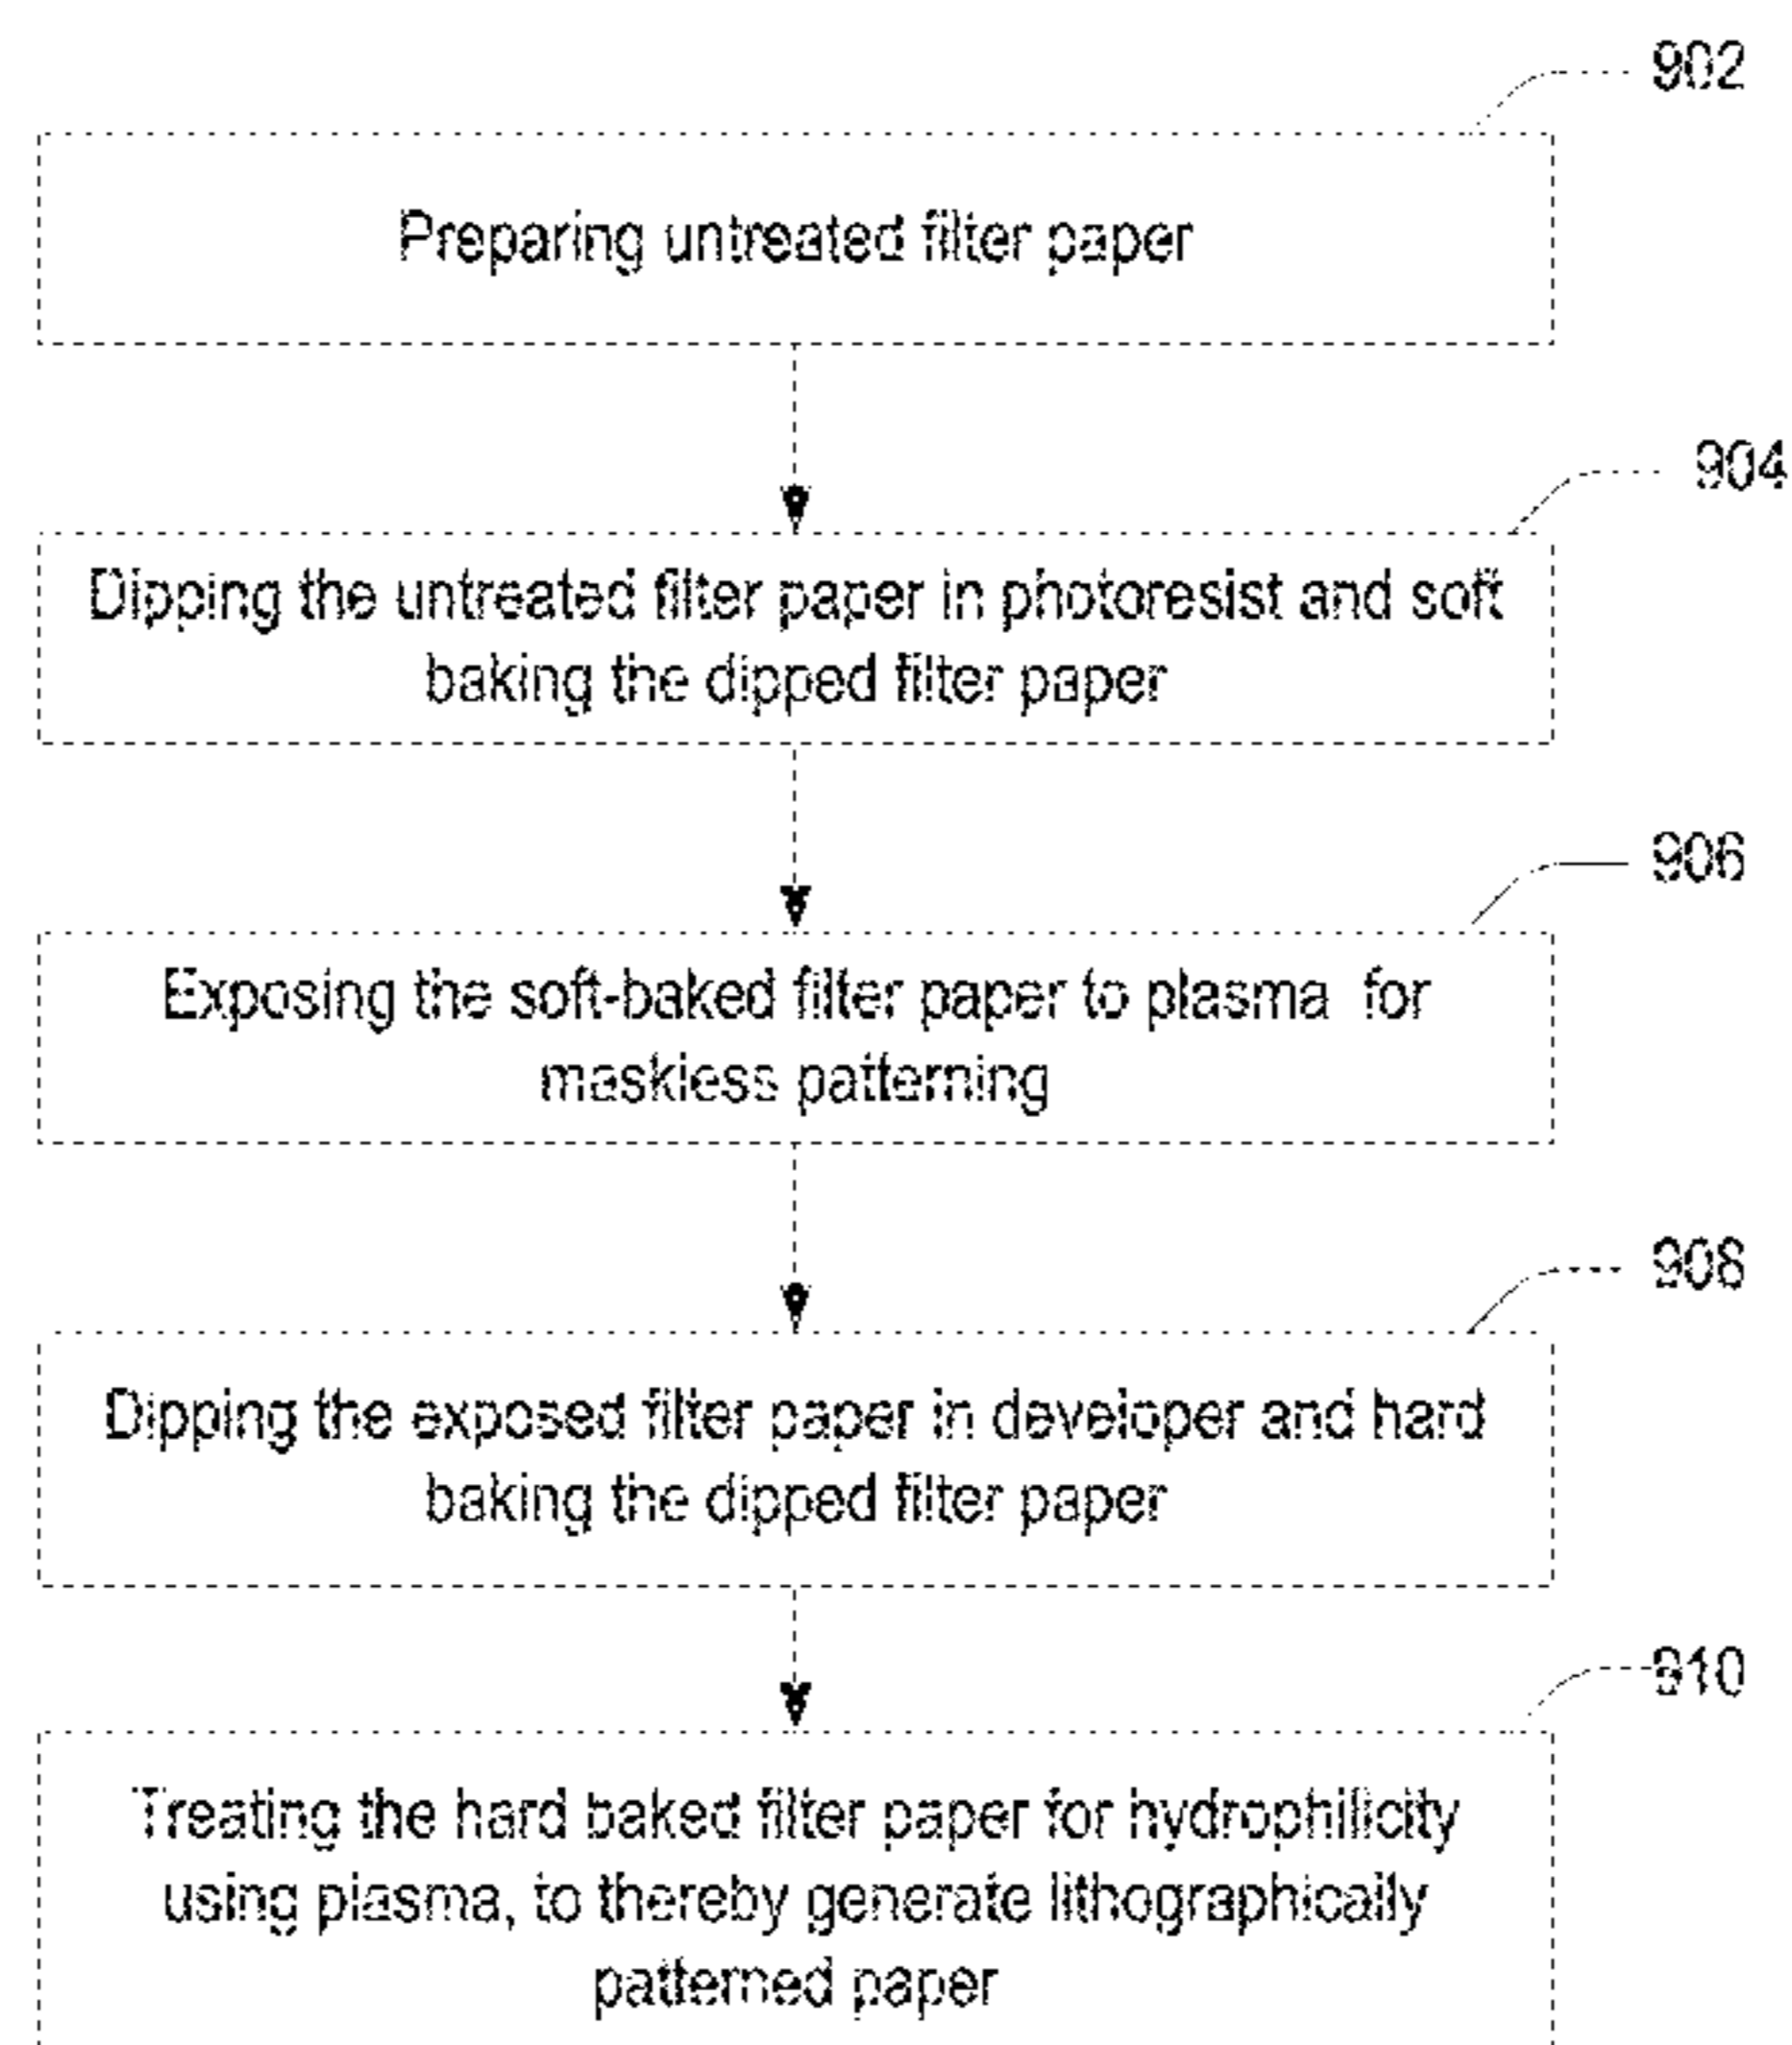 902
Preparing untreated filter paper
904
Dipping the untreated filter paper in photoresist and soft
baking the dipped filter paper
906
Exposing the soft-baked filter paper to plasma for
maskless patterning
908
Dipping the exposed filter paper in developer and hard
baking the dipped filter paper
910
Treating the hard baked filter paper for hydrophilicity
using plasma, to thereby generate lithographically
patterned paper